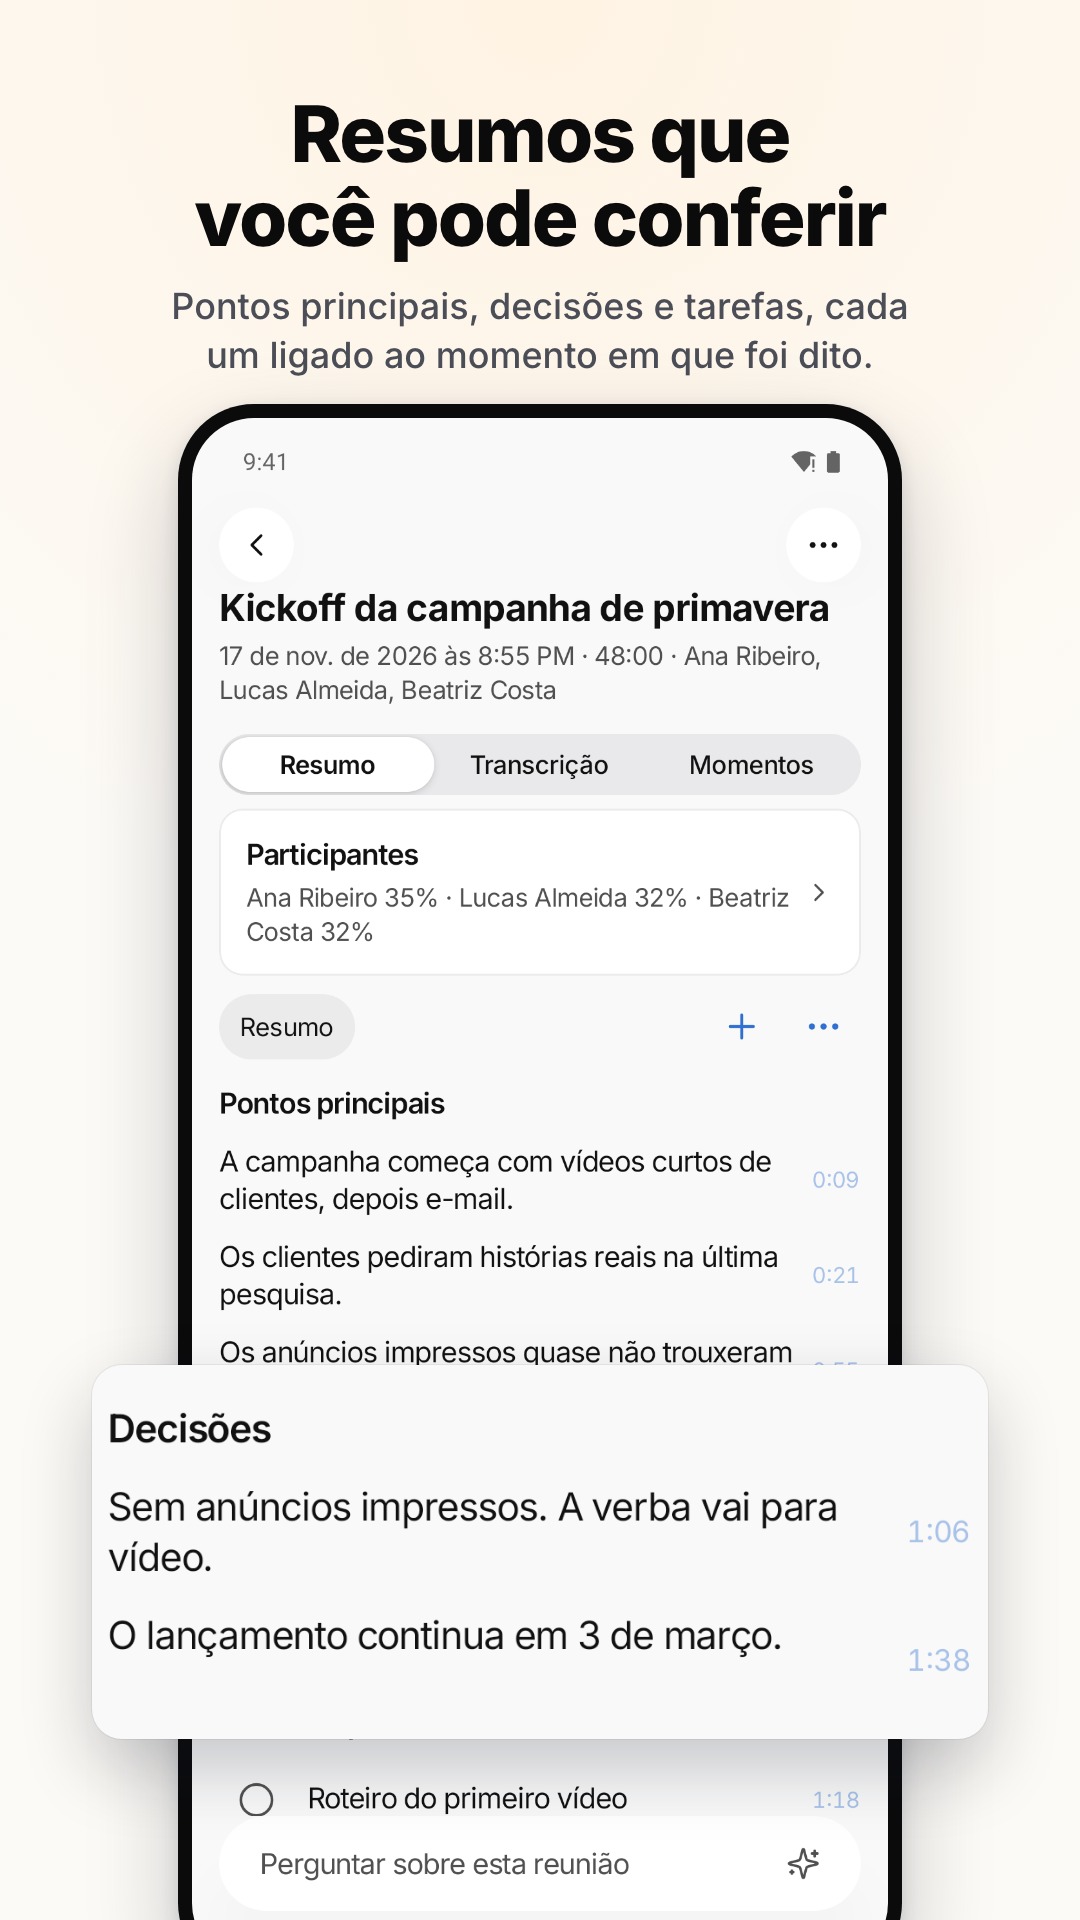 Resumos que
você pode conferir
Pontos principais, decisões e tarefas, cada
um ligado ao momento em que foi dito.
9:41
Kickoff da campanha de primavera
17 de nov. de 2026 às 8:55 PM · 48:00 · Ana Ribeiro,
Lucas Almeida, Beatriz Costa
Resumo Transcrição Momentos
Participantes
Ana Ribeiro 35% · Lucas Almeida 32% · Beatriz
Costa 32%
Resumo
Pontos principais
A campanha começa com vídeos curtos de
clientes, depois e-mail.
0:09
Os clientes pediram histórias reais na última
pesquisa.
0:21
Os anúncios impressos quase não trouxeram
Decisões
Sem anúncios impressos. A verba vai para
vídeo.
1:06
O lançamento continua em 3 de março.
1:38
Roteiro do primeiro vídeo 1:18
Perguntar sobre esta reunião